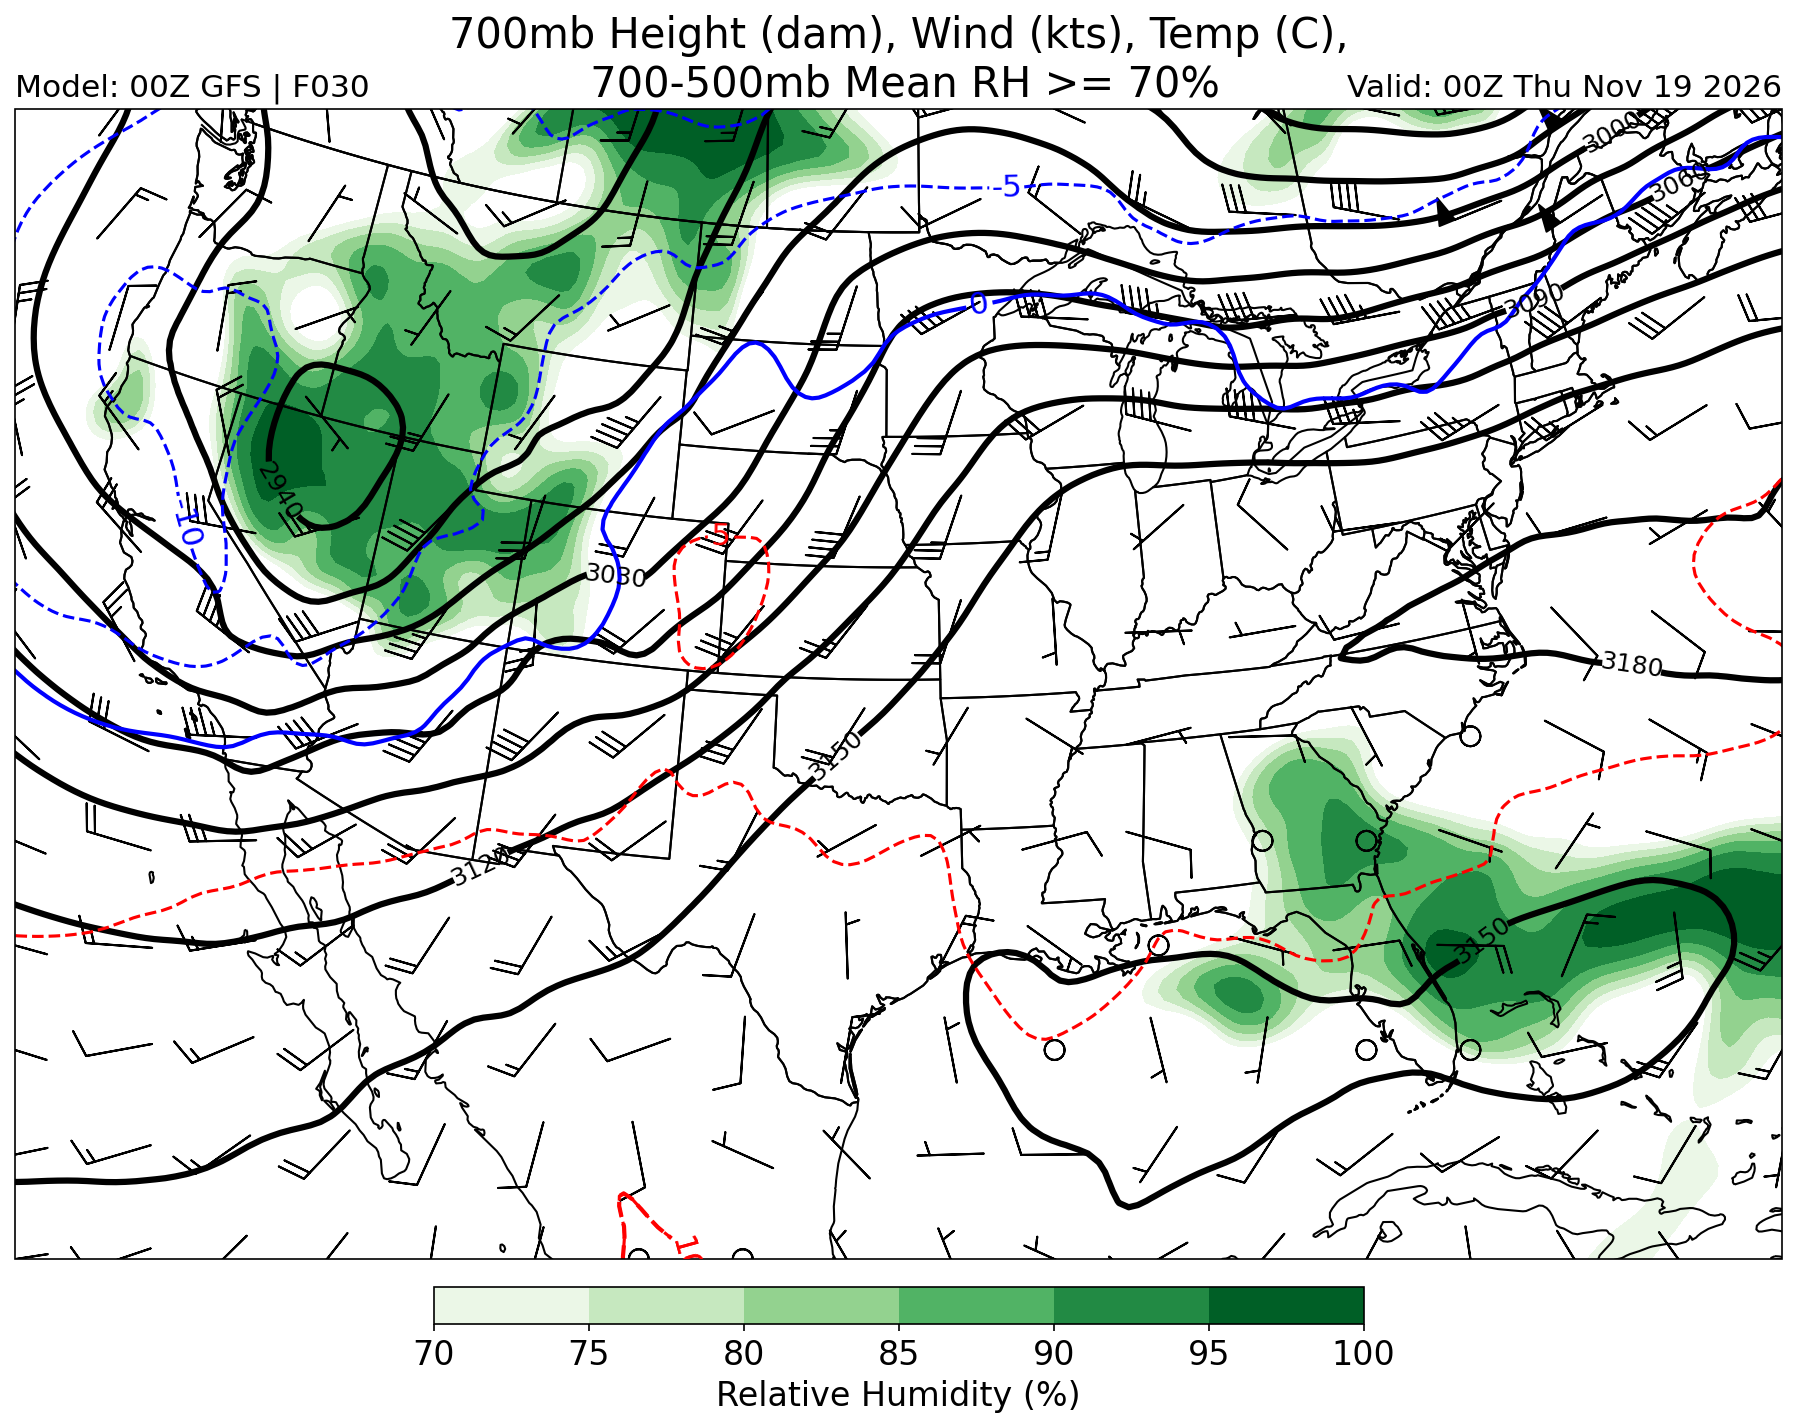 700mb Height (dam), Wind (kts), Temp (C),
Model: 00Z GFS | F030
700-500mb Mean RH >= 70%
Valid: 00Z Thu Nov 19 2026
3000
3060
-5
0
3090
2940
-10
5
3030
3180
3150
3120
3150
10
70 75 80 85 90 95 100
Relative Humidity (%)